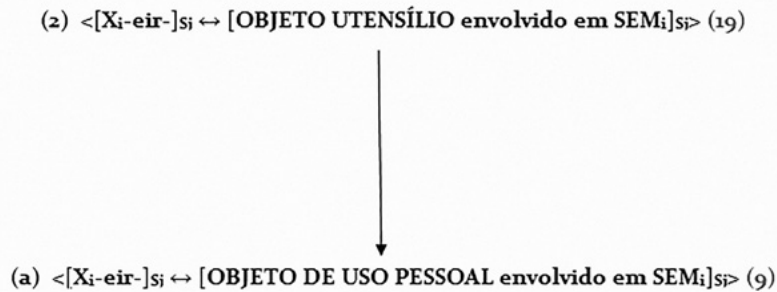 (2) <[Xi-eir-]sj ↔ [OBJETO UTENSÍLIO envolvido em SEMi]sj> (19)
(a) <[Xi-eir-]sj ↔ [OBJETO DE USO PESSOAL envolvido em SEMi]sj> (9)